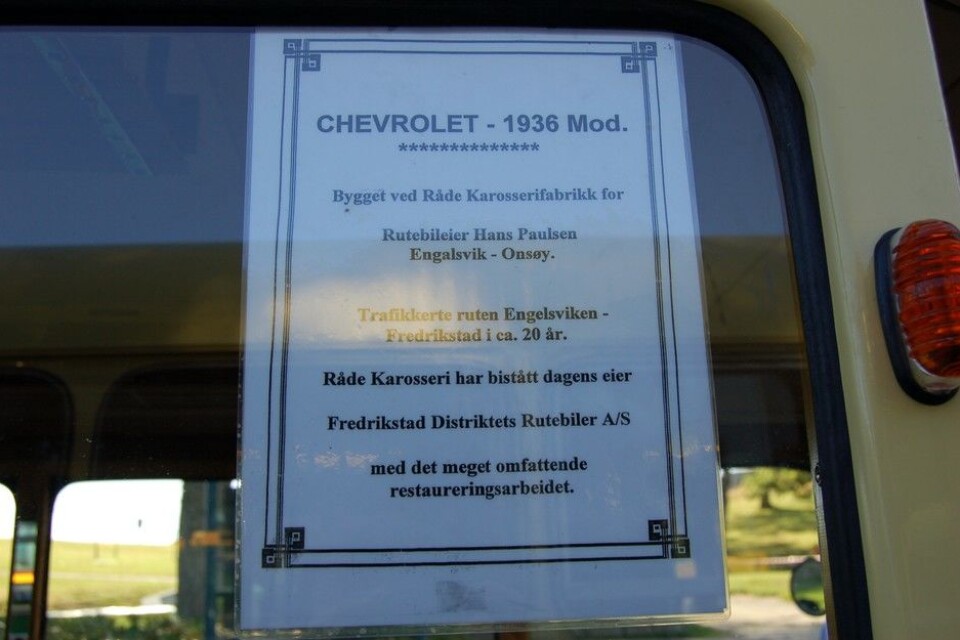 CHEVROLET - 1936 Mod.
**************
Bygget ved Råde Karosserifabrikk for
Rutebileier Hans Paulsen
Engalsvik - Onsøy.
Trafikkerte ruten Engelsviken -
Fredrikstad i ca. 20 år.
Råde Karosseri har bistått dagens eier
Fredrikstad Distriktets Rutebiler A/S
med det meget omfattende
restaureringsarbeidet.